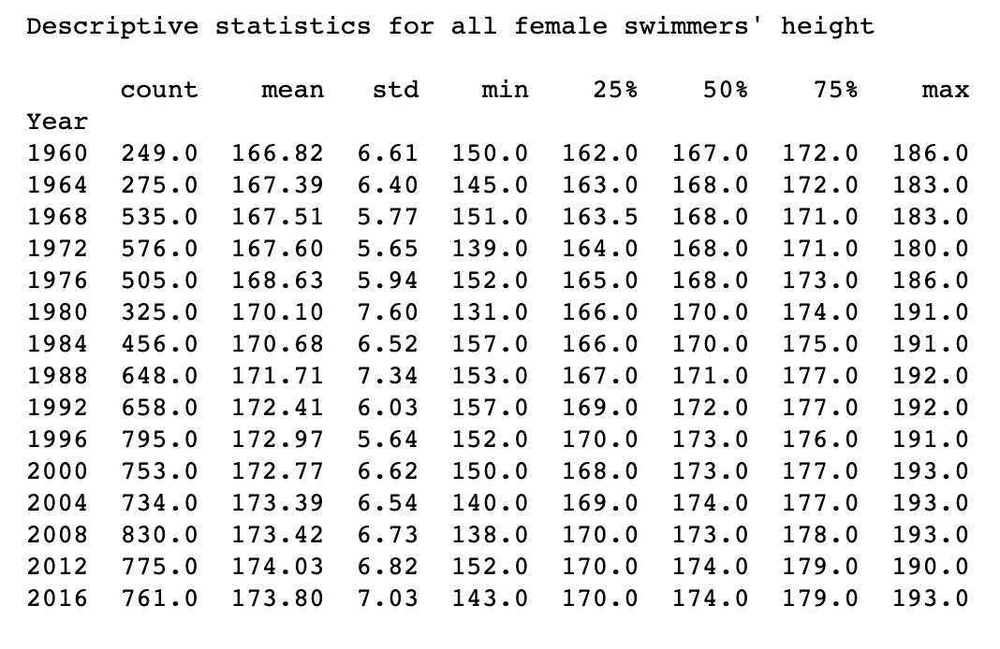 Descriptive statistics for all female swimmers' height
count mean std min 25% 50% 75% max
Year
1960 249.0 166.82 6.61 150.0 162.0 167.0 172.0 186.0
1964 275.0 167.39 6.40 145.0 163.0 168.0 172.0 183.0
1968 535.0 167.51 5.77 151.0 163.5 168.0 171.0 183.0
1972 576.0 167.60 5.65 139.0 164.0 168.0 171.0 180.0
1976 505.0 168.63 5.94 152.0 165.0 168.0 173.0 186.0
1980 325.0 170.10 7.60 131.0 166.0 170.0 174.0 191.0
1984 456.0 170.68 6.52 157.0 166.0 170.0 175.0 191.0
1988 648.0 171.71 7.34 153.0 167.0 171.0 177.0 192.0
1992 658.0 172.41 6.03 157.0 169.0 172.0 177.0 192.0
1996 795.0 172.97 5.64 152.0 170.0 173.0 176.0 191.0
2000 753.0 172.77 6.62 150.0 168.0 173.0 177.0 193.0
2004 734.0 173.39 6.54 140.0 169.0 174.0 177.0 193.0
2008 830.0 173.42 6.73 138.0 170.0 173.0 178.0 193.0
2012 775.0 174.03 6.82 152.0 170.0 174.0 179.0 190.0
2016 761.0 173.80 7.03 143.0 170.0 174.0 179.0 193.0